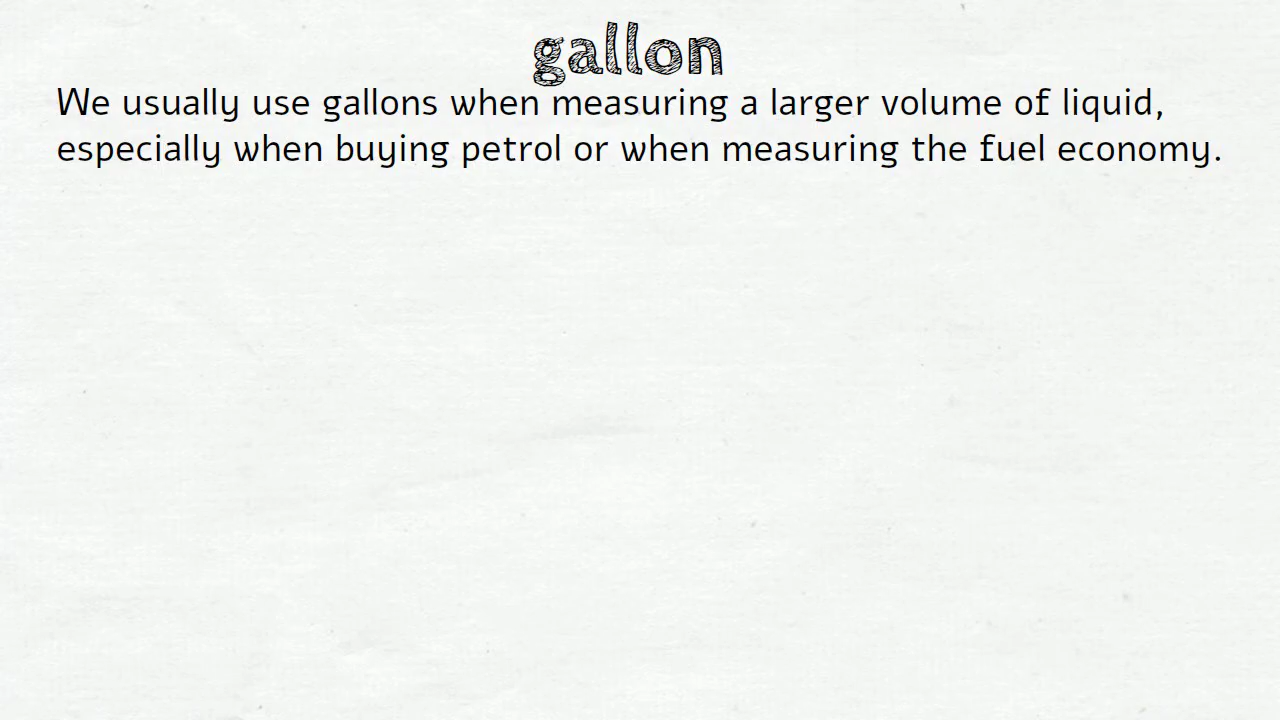 gallon
We usually use gallons when measuring a larger volume of liquid,
especially when buying petrol or when measuring the fuel economy.